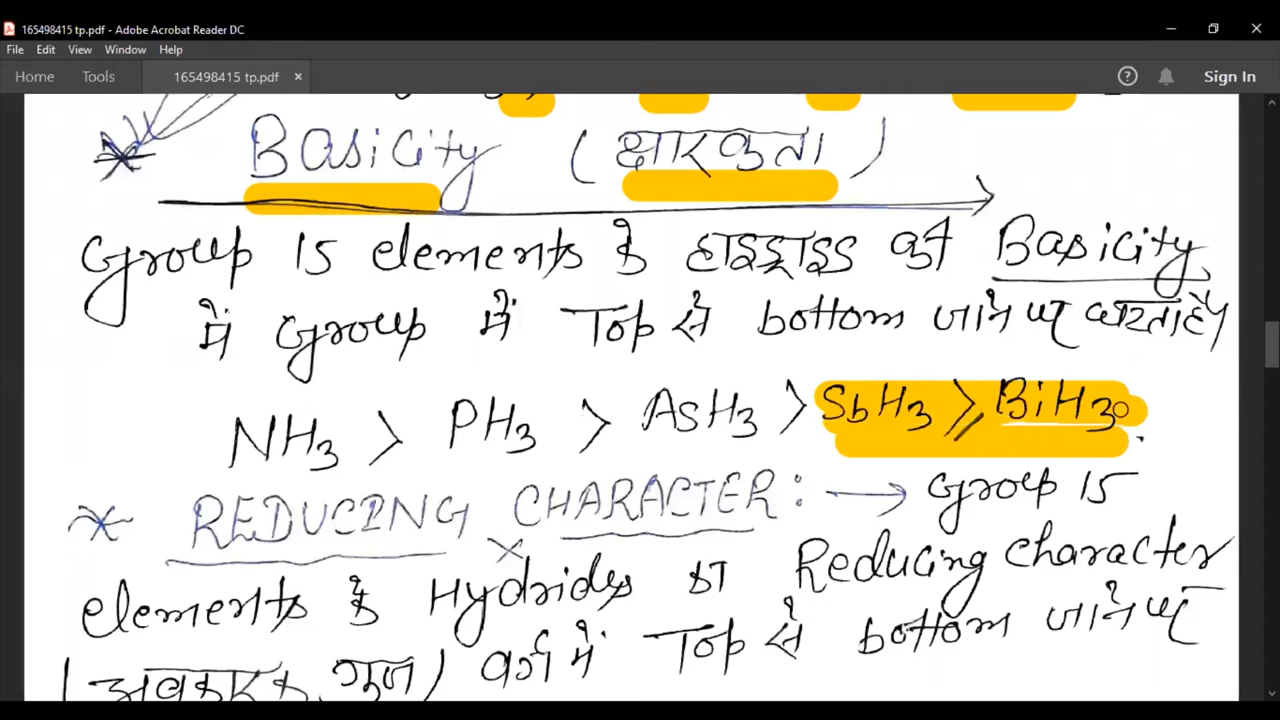 165498415 tp.pdf - Adobe Acrobat Reader DC
File Edit View Window Help
Home Tools 165498415 tp.pdf × Sign In
Basicity (क्षारकता)
Group 15 elements के हाइड्राइड की Basicity
में Group में Top से bottom जाने पर घटता है।
NH3 > PH3 > AsH3 > SbH3 > BiH3.
* REDUCING CHARACTER: → Group 15
elements के Hydrides का Reducing character
(अवकारक गुण) वर्ग में Top से bottom जाने पर